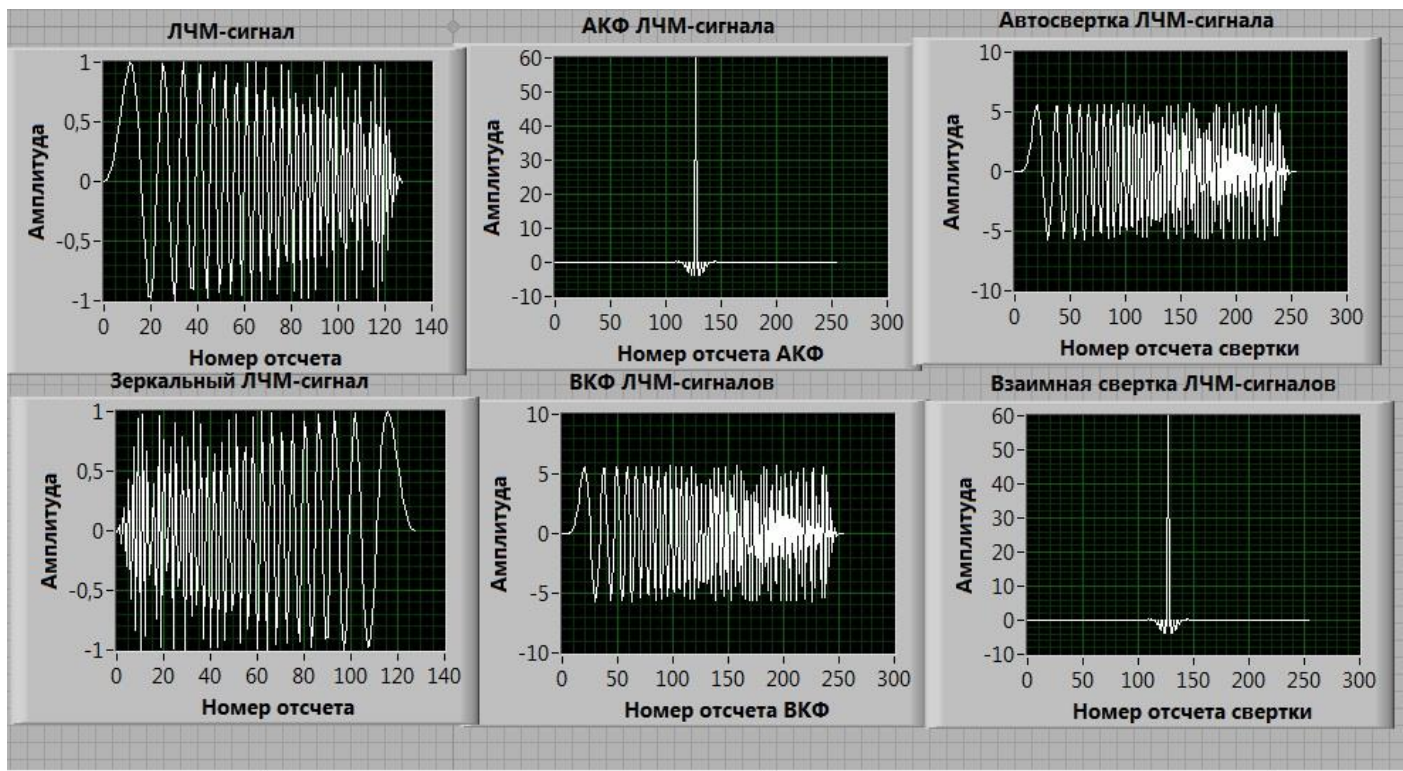 ЛЧМ-сигнал
1
0,5
0
-0,5
-1
Амплитуда
0 20 40 60 80 100 120 140
Номер отсчета
АКФ ЛЧМ-сигнала
60
50
40
30
20
10
0
-10
Амплитуда
0 50 100 150 200 250 300
Номер отсчета АКФ
Автосвертка ЛЧМ-сигнала
10
5
0
-5
-10
Амплитуда
0 50 100 150 200 250 300
Номер отсчета свертки
Зеркальный ЛЧМ-сигнал
1
0,5
0
-0,5
-1
Амплитуда
0 20 40 60 80 100 120 140
Номер отсчета
ВКФ ЛЧМ-сигналов
10
5
0
-5
-10
Амплитуда
0 50 100 150 200 250 300
Номер отсчета ВКФ
Взаимная свертка ЛЧМ-сигналов
60
50
40
30
20
10
0
-10
Амплитуда
0 50 100 150 200 250 300
Номер отсчета свертки